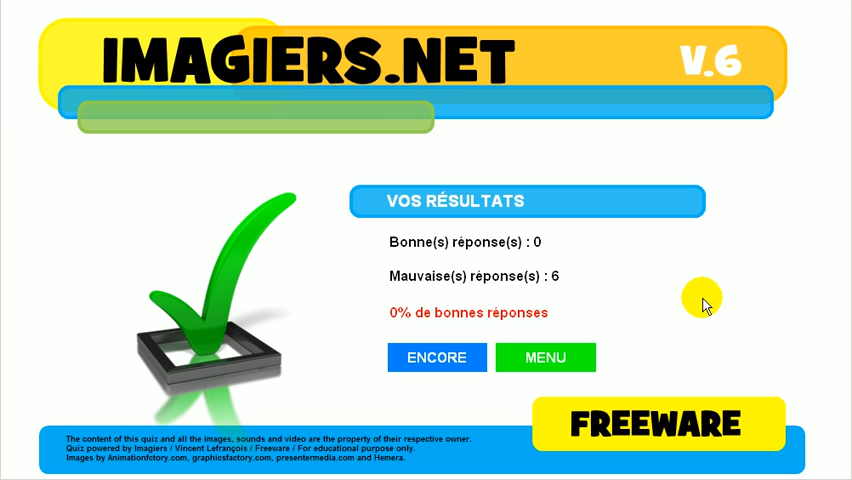 IMAGIERS.NET
V.6
VOS RÉSULTATS
Bonne(s) réponse(s) : 0
Mauvaise(s) réponse(s) : 6
0% de bonnes réponses
ENCORE
MENU
FREEWARE
The content of this quiz and all the images, sounds and video are the property of their respective owner.
Quiz powered by Imagiers / Vincent Lefrançois / Freeware / For educational purpose only.
Images by Animationfctory.com, graphicsfactory.com, presentermedia.com and Hemera.